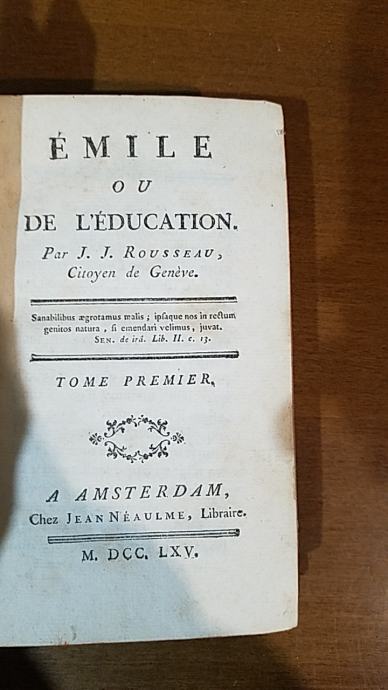 ÉMILE
OU
DE L'ÉDUCATION.
Par J. J. ROUSSEAU,
Citoyen de Genève.
Sanabilibus ægrotamus malis ; ipſaque nos in rectum
genitos natura, ſi emendari velimus, juvat.
SEN. de irâ. Lib. II. c. 13.
TOME PREMIER,
A AMSTERDAM,
Chez JEAN NÉAULME, Libraire.
M. DCC. LXV.